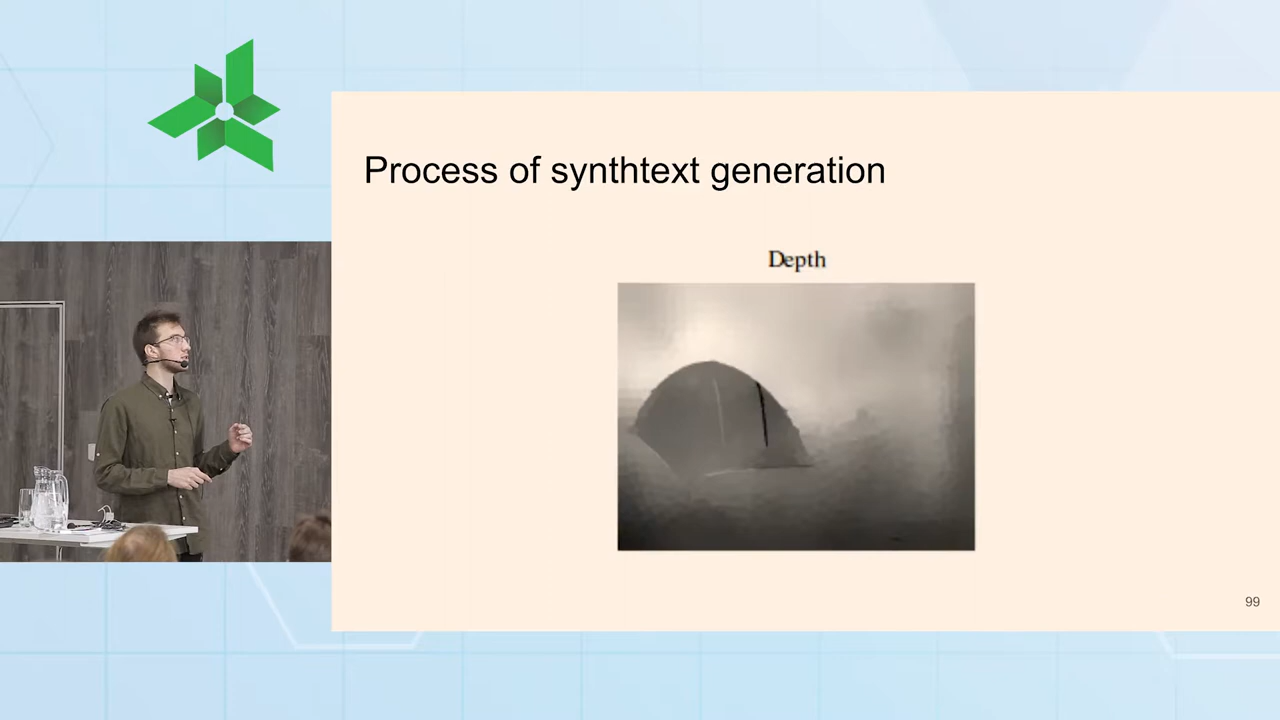 Process of synthtext generation
Depth
99